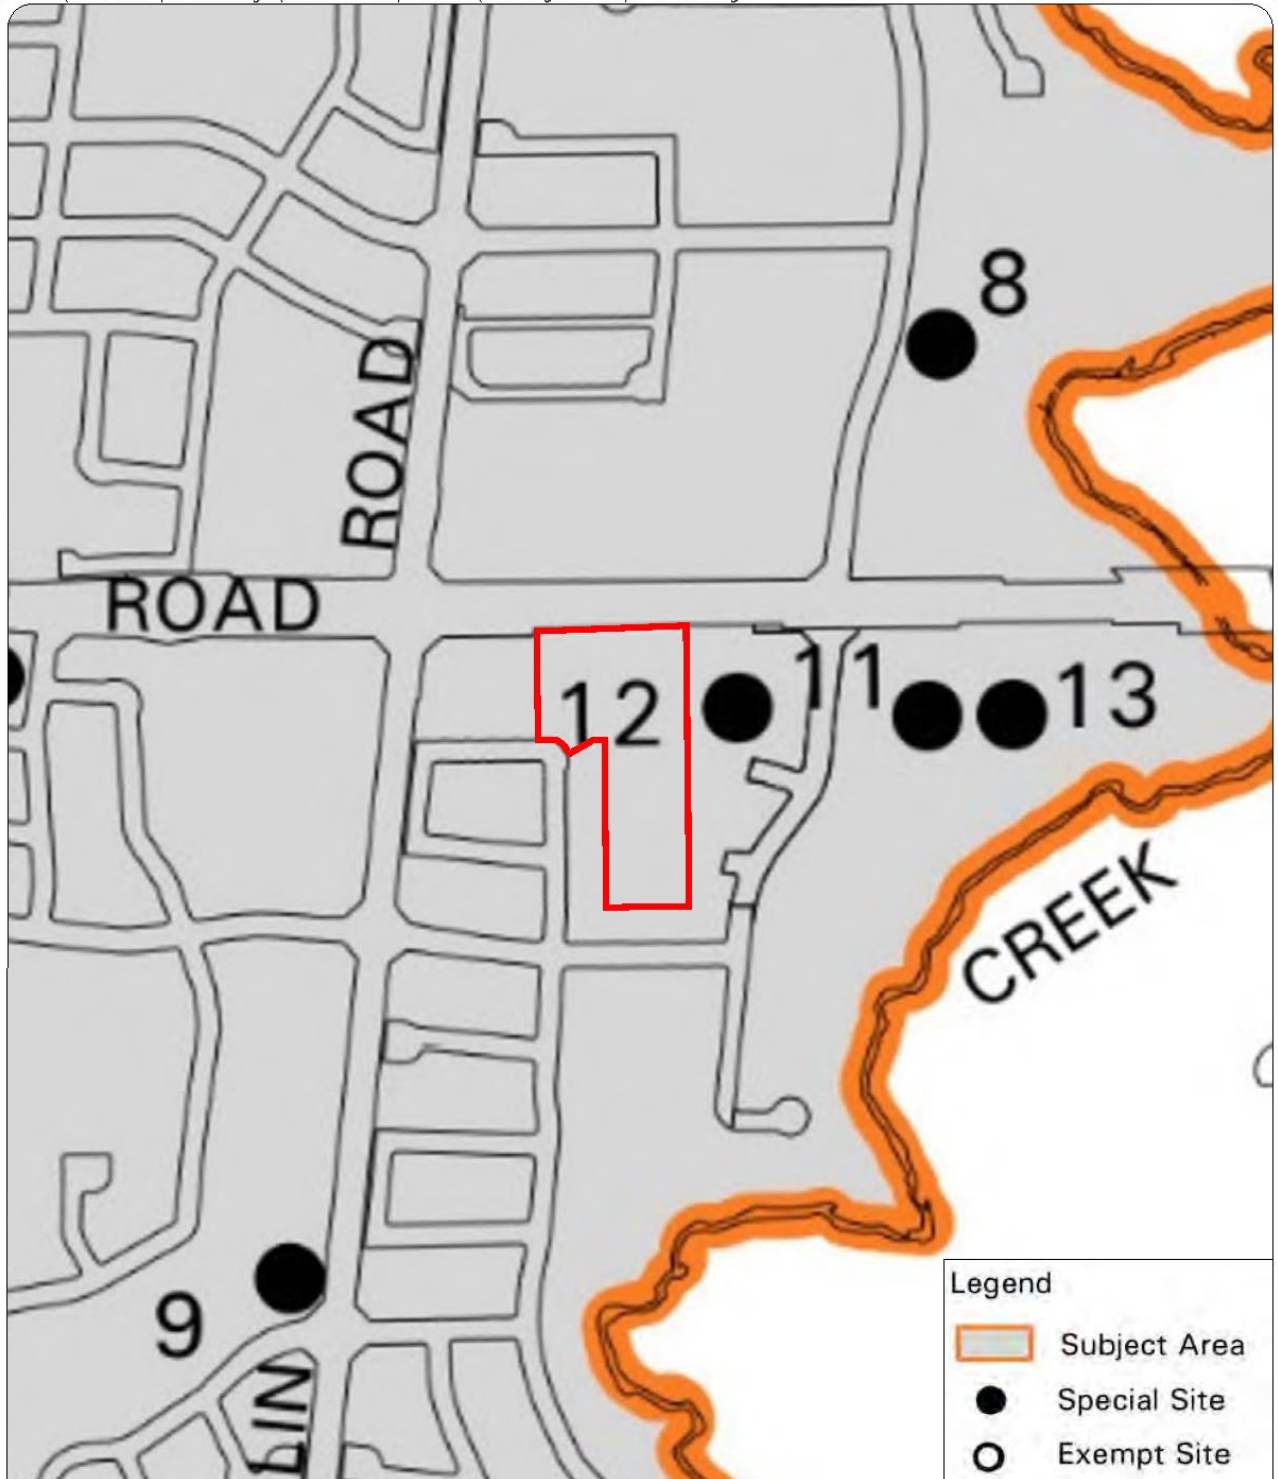 8
ROAD
ROAD
12
11
13
CREEK
9
LIN
Legend
Subject Area
Special Site
Exempt Site